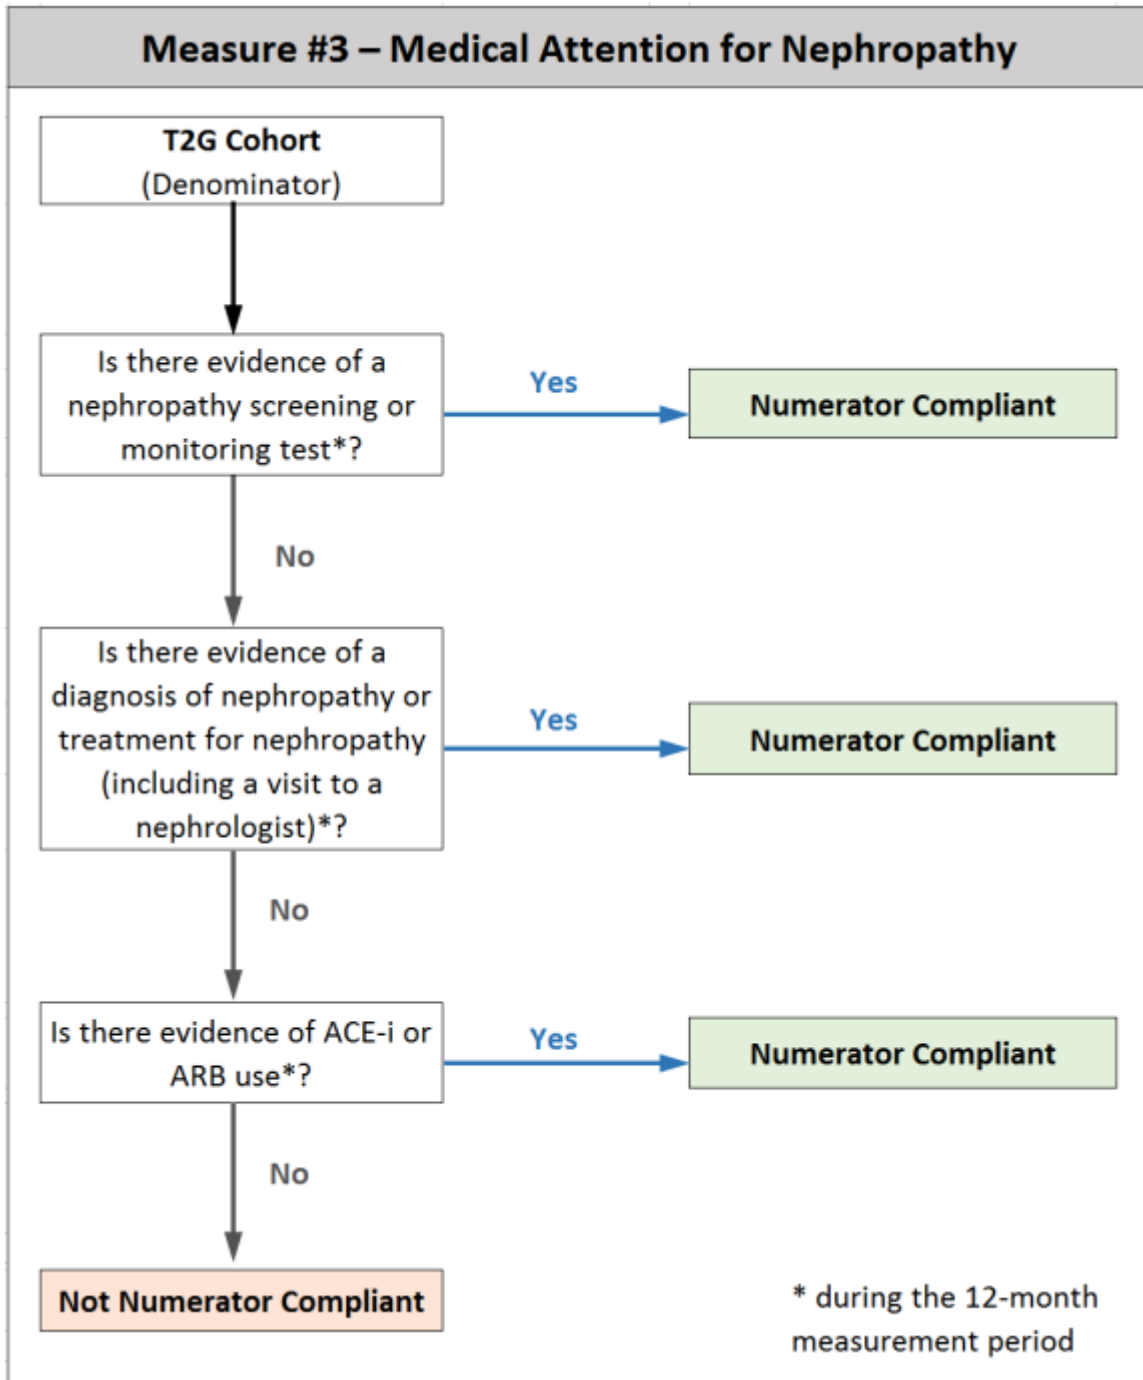 Measure #3 – Medical Attention for Nephropathy
T2G Cohort
(Denominator)
Is there evidence of a
nephropathy screening or
monitoring test*?
Yes
Numerator Compliant
No
Is there evidence of a
diagnosis of nephropathy or
treatment for nephropathy
(including a visit to a
nephrologist)*?
Yes
Numerator Compliant
No
Is there evidence of ACE-i or
ARB use*?
Yes
Numerator Compliant
No
Not Numerator Compliant
* during the 12-month
measurement period